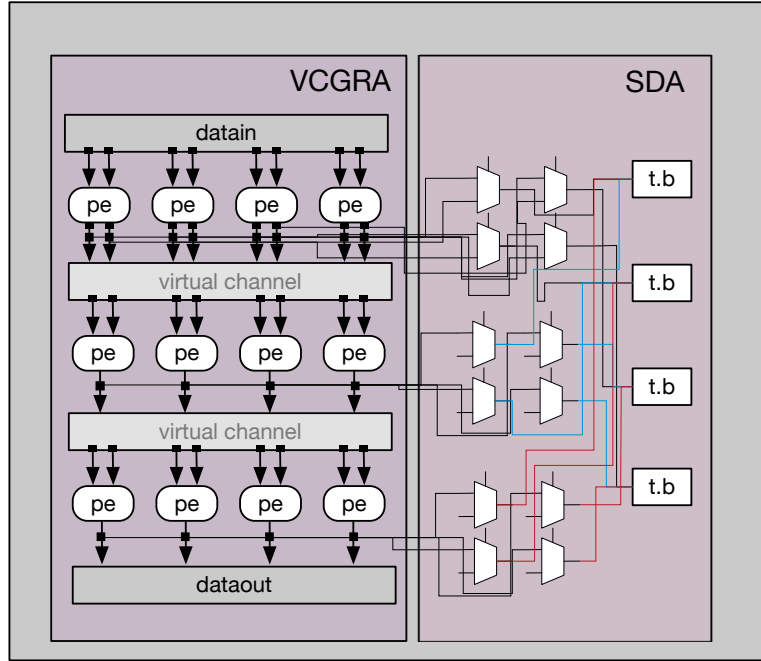 VCGRA
SDA
datain
t.b
pe pe pe pe
virtual channel
t.b
pe pe pe pe
t.b
virtual channel
t.b
pe pe pe pe
dataout